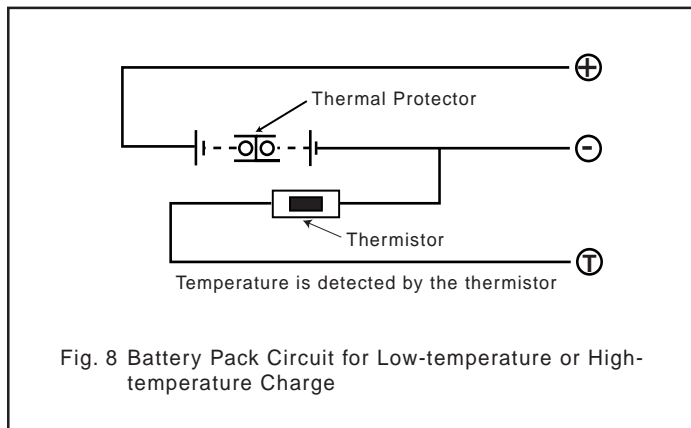 +
Thermal Protector
-
Thermistor
T
Temperature is detected by the thermistor
Fig. 8 Battery Pack Circuit for Low-temperature or High-
temperature Charge